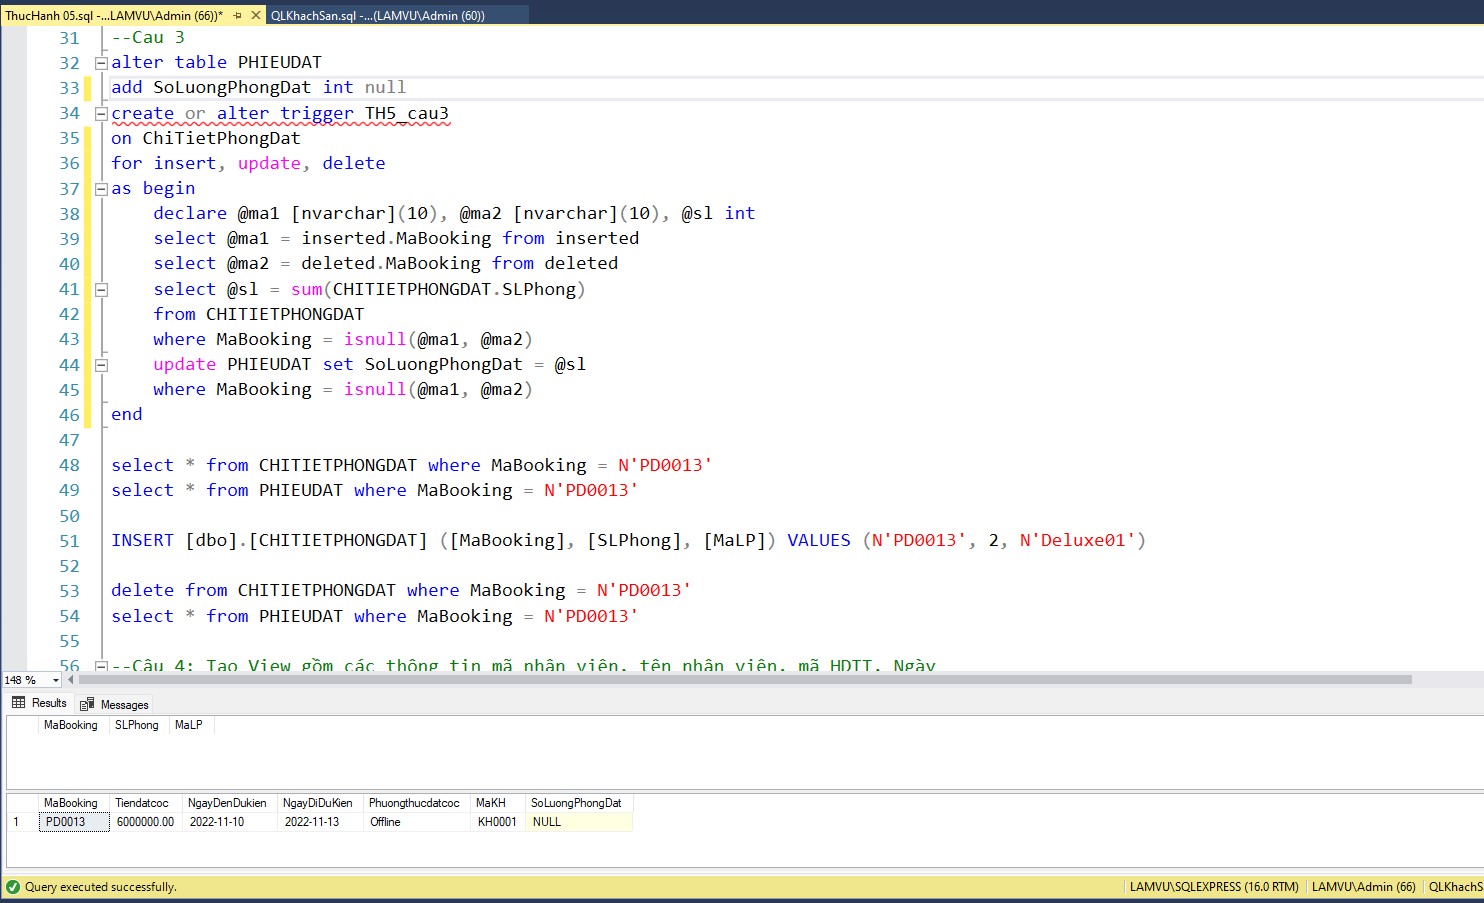 ThucHanh 05.sql -...LAMVU\Admin (66))* QLKhachSan.sql -...(LAMVU\Admin (60))
31 --Cau 3
32 alter table PHIEUDAT
33 add SoLuongPhongDat int null
34 create or alter trigger TH5_cau3
35 on ChiTietPhongDat
36 for insert, update, delete
37 as begin
38 declare @ma1 [nvarchar](10), @ma2 [nvarchar](10), @sl int
39 select @ma1 = inserted.MaBooking from inserted
40 select @ma2 = deleted.MaBooking from deleted
41 select @sl = sum(CHITIETPHONGDAT.SLPhong)
42 from CHITIETPHONGDAT
43 where MaBooking = isnull(@ma1, @ma2)
44 update PHIEUDAT set SoLuongPhongDat = @sl
45 where MaBooking = isnull(@ma1, @ma2)
46 end
47
48 select * from CHITIETPHONGDAT where MaBooking = N'PD0013'
49 select * from PHIEUDAT where MaBooking = N'PD0013'
50
51 INSERT [dbo].[CHITIETPHONGDAT] ([MaBooking], [SLPhong], [MaLP]) VALUES (N'PD0013', 2, N'Deluxe01')
52
53 delete from CHITIETPHONGDAT where MaBooking = N'PD0013'
54 select * from PHIEUDAT where MaBooking = N'PD0013'
55
56 --Câu 4: Tạo View gồm các thông tin mã nhân viên, tên nhân viên, mã HDTT, Ngày
148 %
Results Messages
MaBooking SLPhong MaLP
MaBooking Tiendatcoc NgayDenDukien NgayDiDuKien Phuongthucdatcoc MaKH SoLuongPhongDat
1 PD0013 6000000.00 2022-11-10 2022-11-13 Offline KH0001 NULL
Query executed successfully. LAMVU\SQLEXPRESS (16.0 RTM) LAMVU\Admin (66) QLKhachS